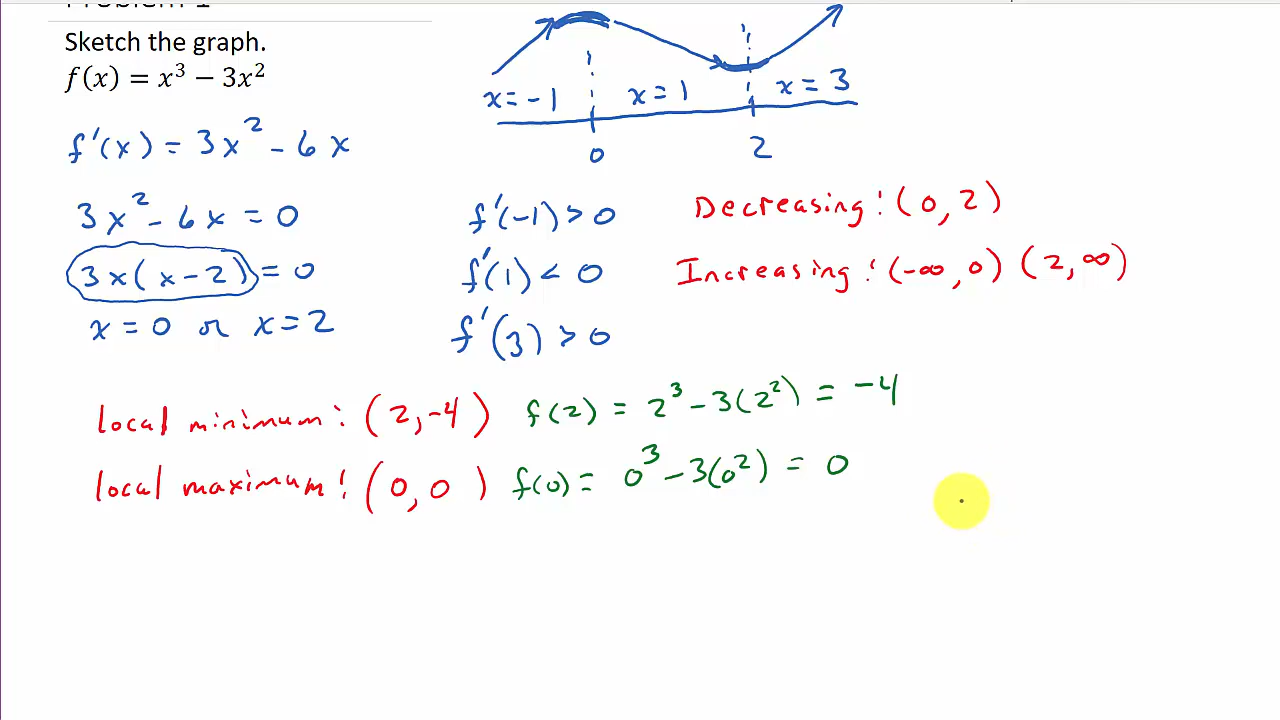 Problem 1
Sketch the graph.
f(x) = x³ − 3x²
f'(x) = 3x² - 6x
3x² - 6x = 0
3x(x-2) = 0
x = 0 or x = 2
x = -1 x = 1 x = 3
0 2
f'(-1) > 0
f'(1) < 0
f'(3) > 0
Decreasing: (0, 2)
Increasing: (-∞, 0) (2, ∞)
local minimum: (2, -4) f(2) = 2³ - 3(2²) = -4
local maximum: (0, 0) f(0) = 0³ - 3(0²) = 0